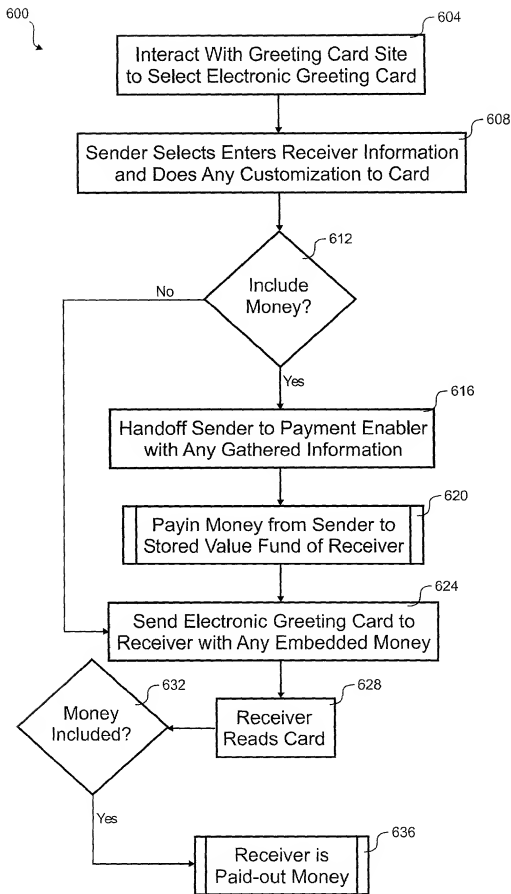 600
604
Interact With Greeting Card Site
to Select Electronic Greeting Card
608
Sender Selects Enters Receiver Information
and Does Any Customization to Card
612
Include
Money?
No
Yes
616
Handoff Sender to Payment Enabler
with Any Gathered Information
620
Payin Money from Sender to
Stored Value Fund of Receiver
624
Send Electronic Greeting Card to
Receiver with Any Embedded Money
632
Money
Included?
628
Receiver
Reads Card
Yes
636
Receiver is
Paid-out Money